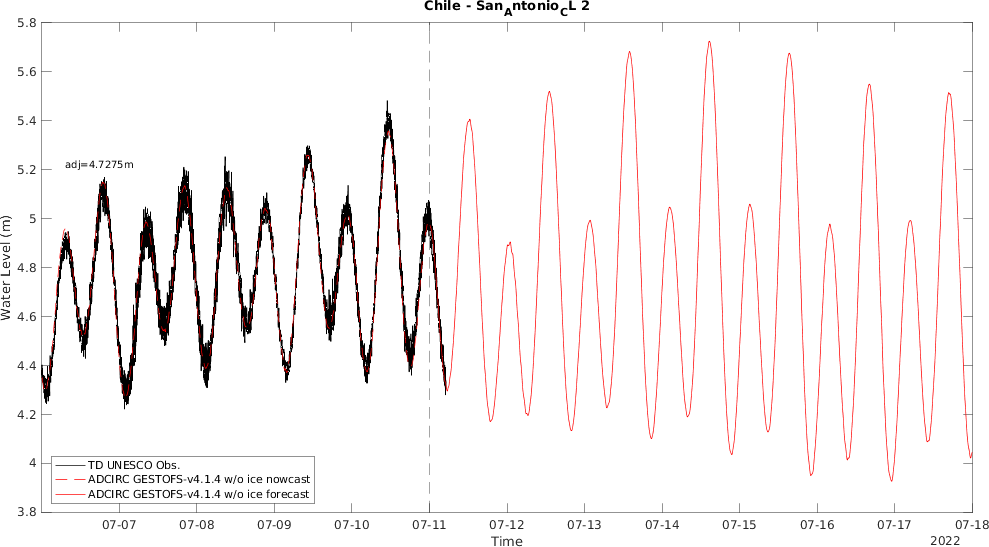 Chile - SanAntonioCL 2
5.8
5.6
5.4
5.2
5
4.8
4.6
4.4
4.2
4
3.8
Water Level (m)
adj=4.7275m
TD UNESCO Obs.
ADCIRC GESTOFS-v4.1.4 w/o ice nowcast
ADCIRC GESTOFS-v4.1.4 w/o ice forecast
07-07 07-08 07-09 07-10 07-11 07-12 07-13 07-14 07-15 07-16 07-17 07-18
Time
2022